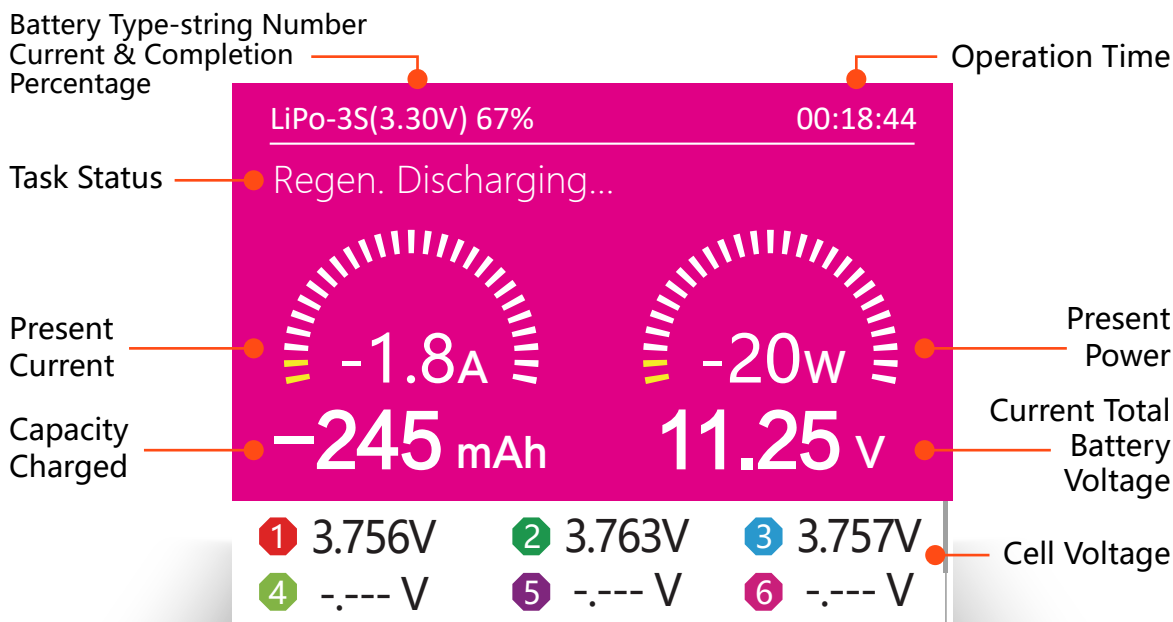 Battery Type-string Number
Current & Completion
Percentage
Operation Time
LiPo-3S(3.30V) 67%
00:18:44
Task Status
Regen. Discharging...
Present
Current
-1.8A
-20W
Present
Power
Capacity
Charged
-245 mAh
11.25 V
Current Total
Battery
Voltage
1 3.756V
2 3.763V
3 3.757V
Cell Voltage
4 -.--- V
5 -.--- V
6 -.--- V